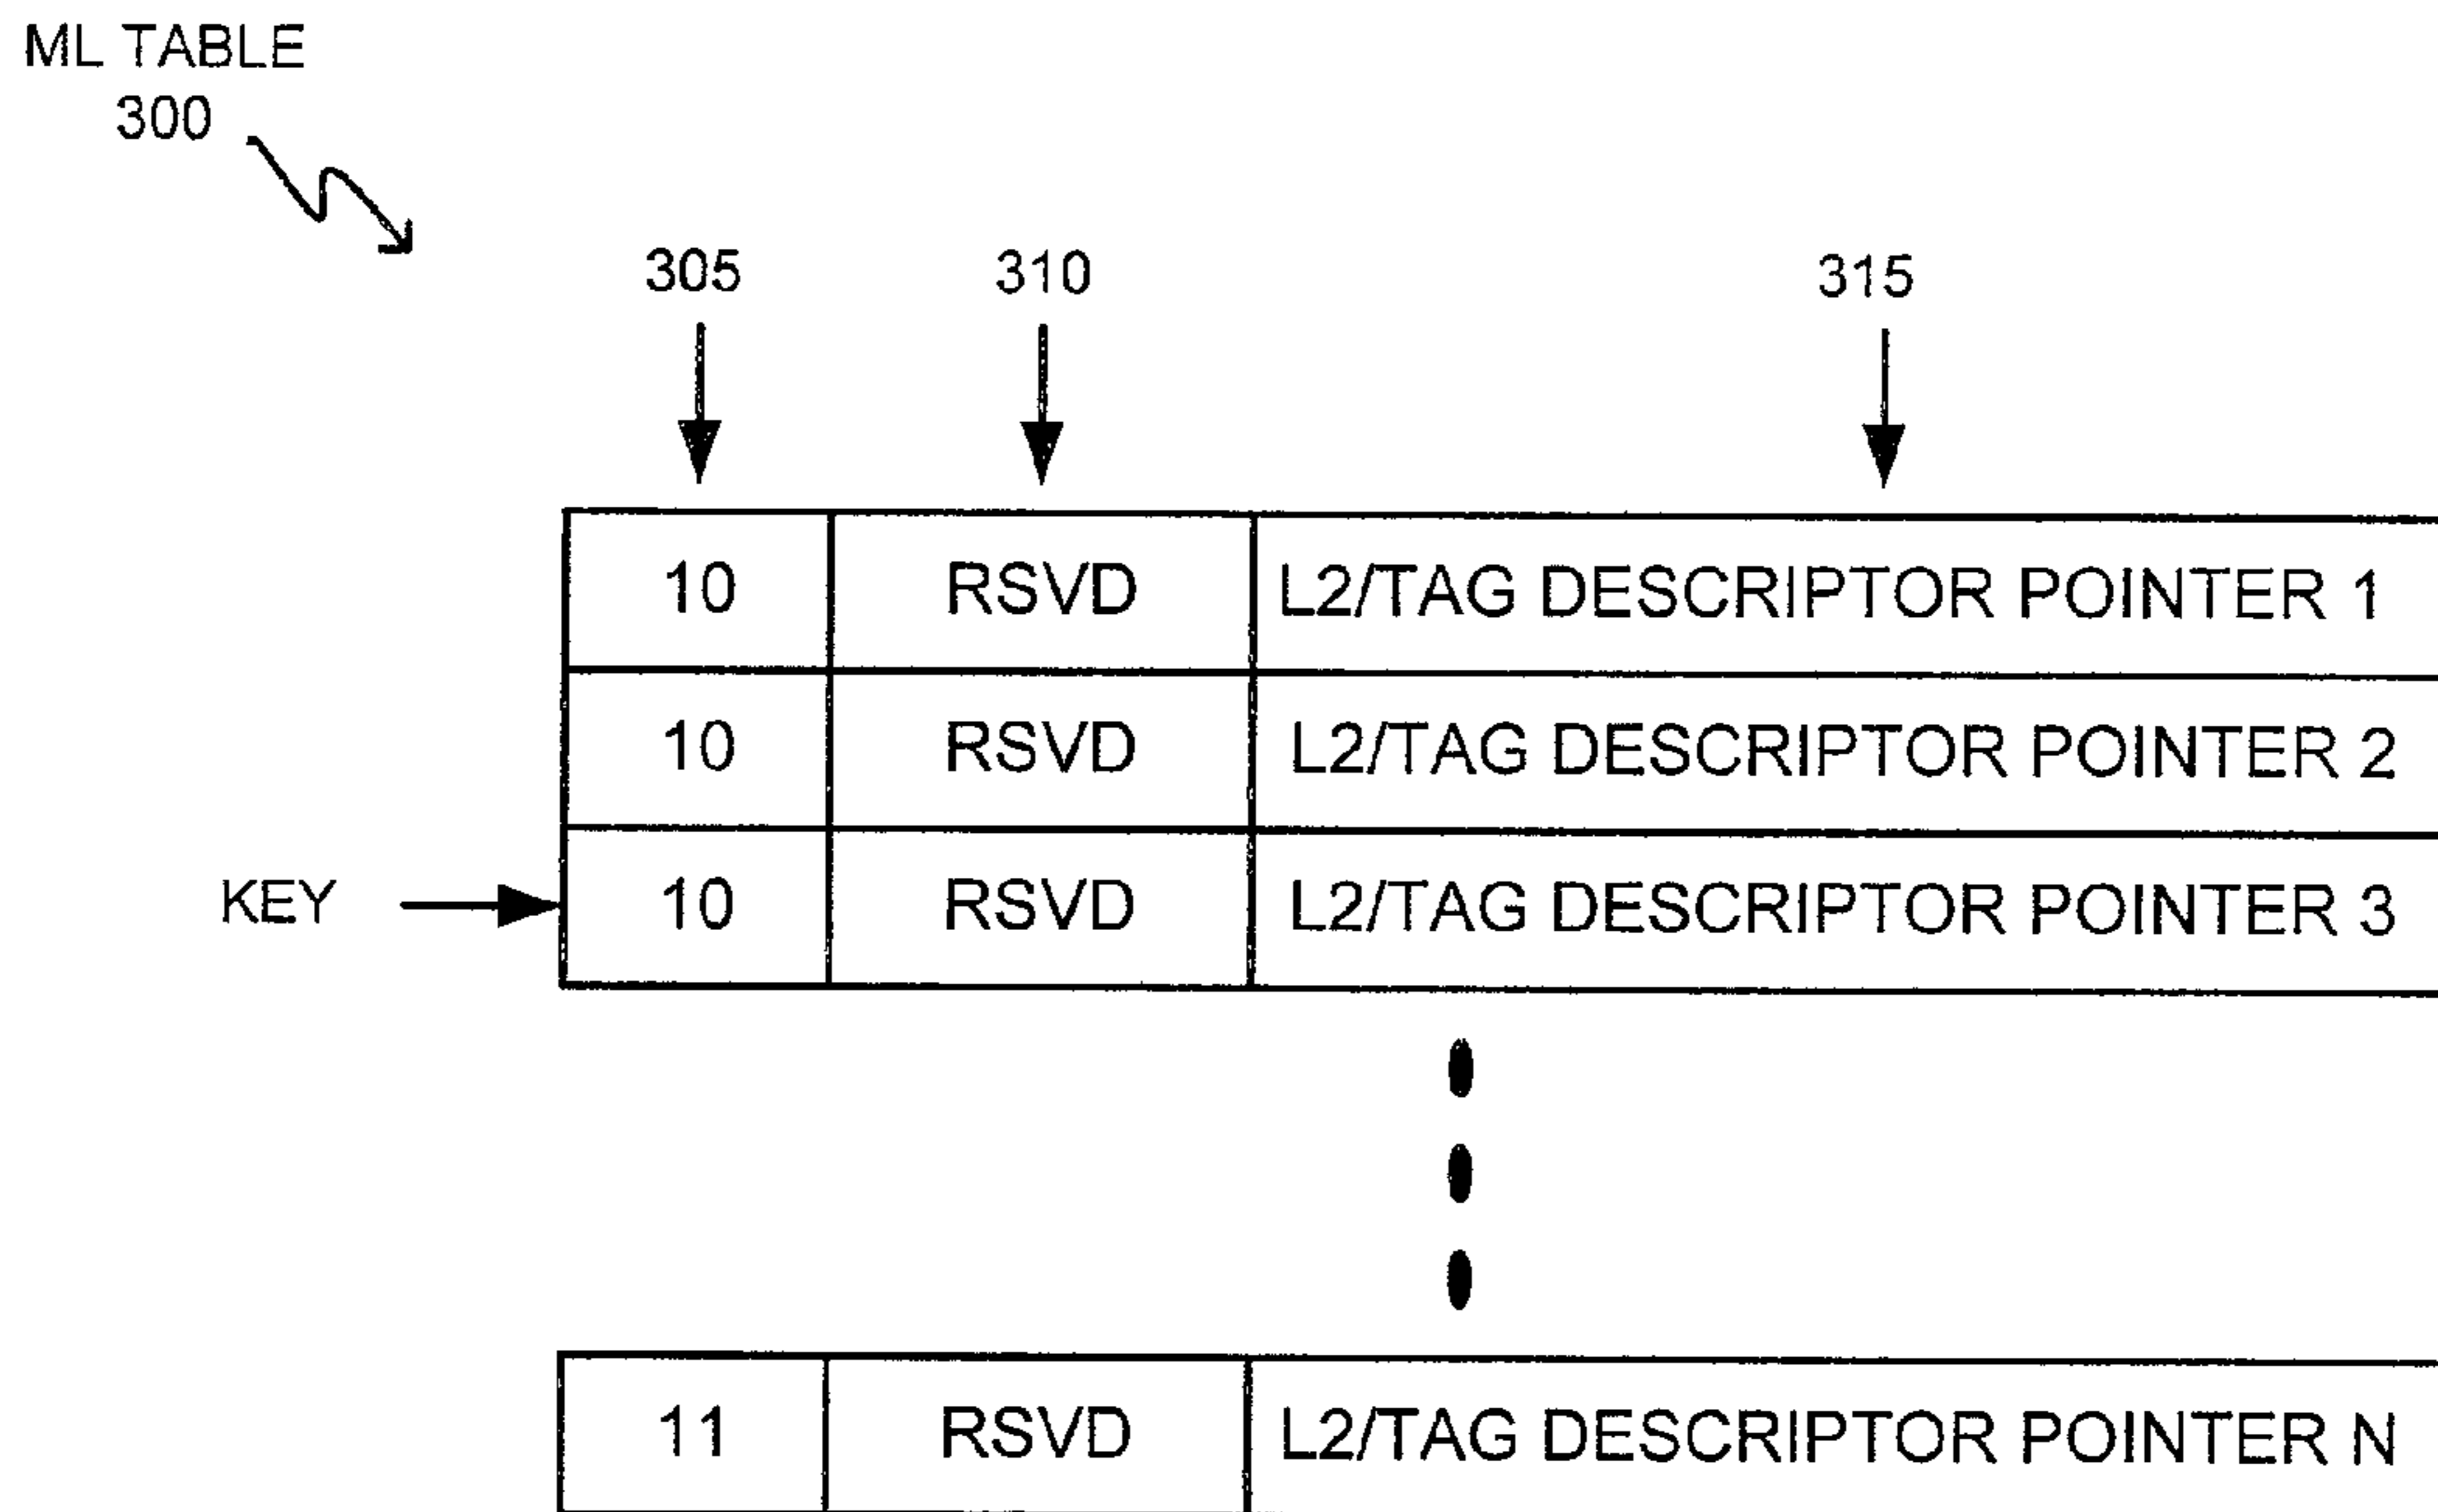 ML TABLE
300
305 310 315
10 RSVD L2/TAG DESCRIPTOR POINTER 1
10 RSVD L2/TAG DESCRIPTOR POINTER 2
KEY 10 RSVD L2/TAG DESCRIPTOR POINTER 3
11 RSVD L2/TAG DESCRIPTOR POINTER N